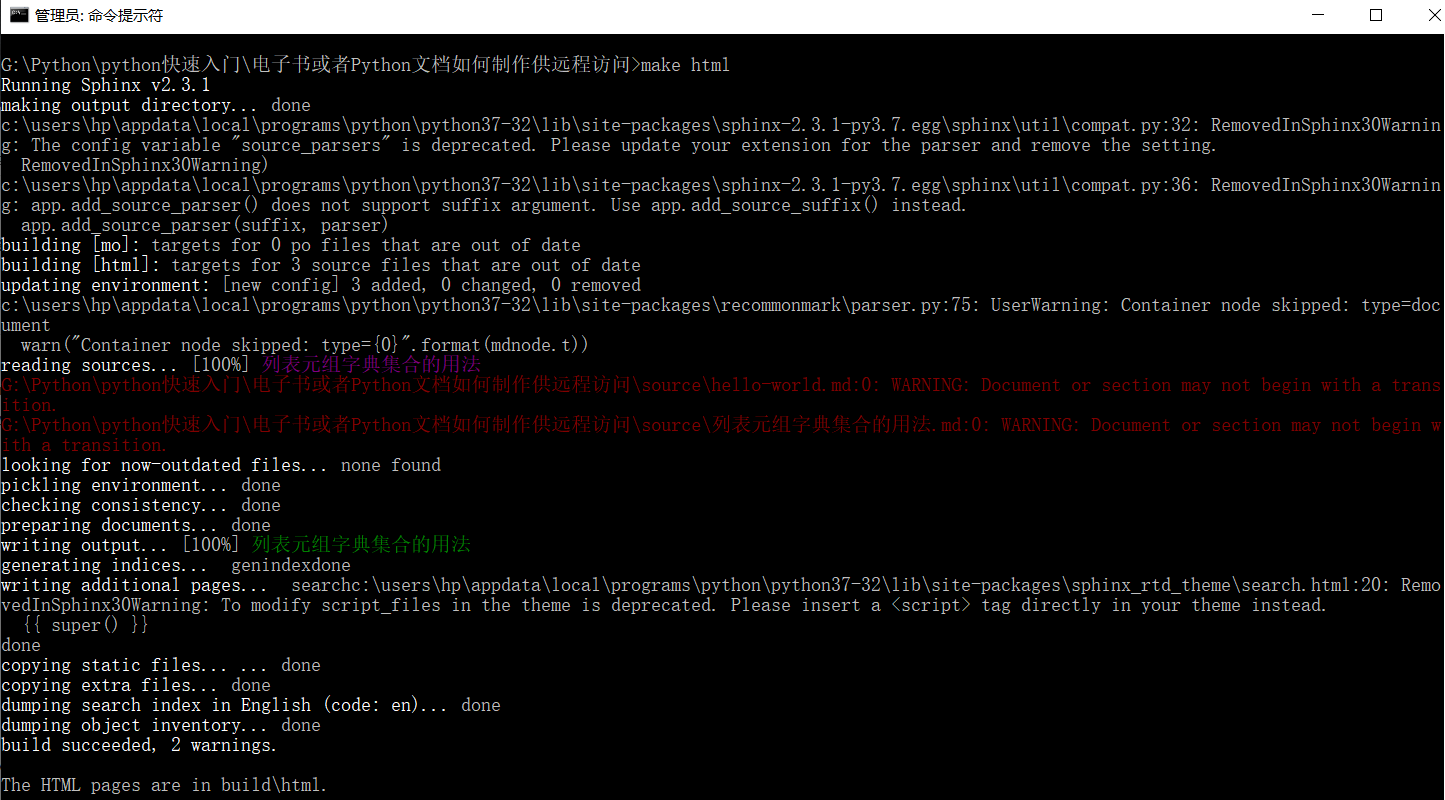 管理员: 命令提示符
G:\Python\python快速入门\电子书或者Python文档如何制作供远程访问>make html
Running Sphinx v2.3.1
making output directory... done
c:\users\hp\appdata\local\programs\python\python37-32\lib\site-packages\sphinx-2.3.1-py3.7.egg\sphinx\util\compat.py:32: RemovedInSphinx30Warnin
g: The config variable "source_parsers" is deprecated. Please update your extension for the parser and remove the setting.
  RemovedInSphinx30Warning)
c:\users\hp\appdata\local\programs\python\python37-32\lib\site-packages\sphinx-2.3.1-py3.7.egg\sphinx\util\compat.py:36: RemovedInSphinx30Warnin
g: app.add_source_parser() does not support suffix argument. Use app.add_source_suffix() instead.
  app.add_source_parser(suffix, parser)
building [mo]: targets for 0 po files that are out of date
building [html]: targets for 3 source files that are out of date
updating environment: [new config] 3 added, 0 changed, 0 removed
c:\users\hp\appdata\local\programs\python\python37-32\lib\site-packages\recommonmark\parser.py:75: UserWarning: Container node skipped: type=doc
ument
  warn("Container node skipped: type={0}".format(mdnode.t))
reading sources... [100%] 列表元组字典集合的用法
G:\Python\python快速入门\电子书或者Python文档如何制作供远程访问\source\hello-world.md:0: WARNING: Document or section may not begin with a trans
ition.
G:\Python\python快速入门\电子书或者Python文档如何制作供远程访问\source\列表元组字典集合的用法.md:0: WARNING: Document or section may not begin w
ith a transition.
looking for now-outdated files... none found
pickling environment... done
checking consistency... done
preparing documents... done
writing output... [100%] 列表元组字典集合的用法
generating indices...  genindexdone
writing additional pages...  searchc:\users\hp\appdata\local\programs\python\python37-32\lib\site-packages\sphinx_rtd_theme\search.html:20: Remo
vedInSphinx30Warning: To modify script_files in the theme is deprecated. Please insert a <script> tag directly in your theme instead.
  {{ super() }}
done
copying static files... ... done
copying extra files... done
dumping search index in English (code: en)... done
dumping object inventory... done
build succeeded, 2 warnings.
The HTML pages are in build\html.